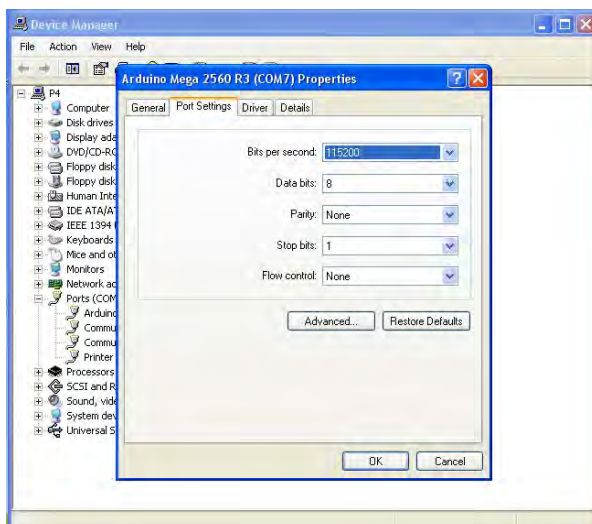 Device Manager
File Action View Help
Arduino Mega 2560 R3 (COM7) Properties
General Port Settings Driver Details
Bits per second: 115200
Data bits: 8
Parity: None
Stop bits: 1
Flow control: None
Advanced... Restore Defaults
OK Cancel
P4
Computer
Disk drives
Display ada
DVD/CD-RO
Floppy disk
Floppy disk
Human Inte
IDE ATA/AT
IEEE 1394
Keyboards
Mice and ot
Monitors
Network ad
Ports (COM
Arduino
Commu
Commu
Printer
Processors
SCSI and R
Sound, vide
System dev
Universal S